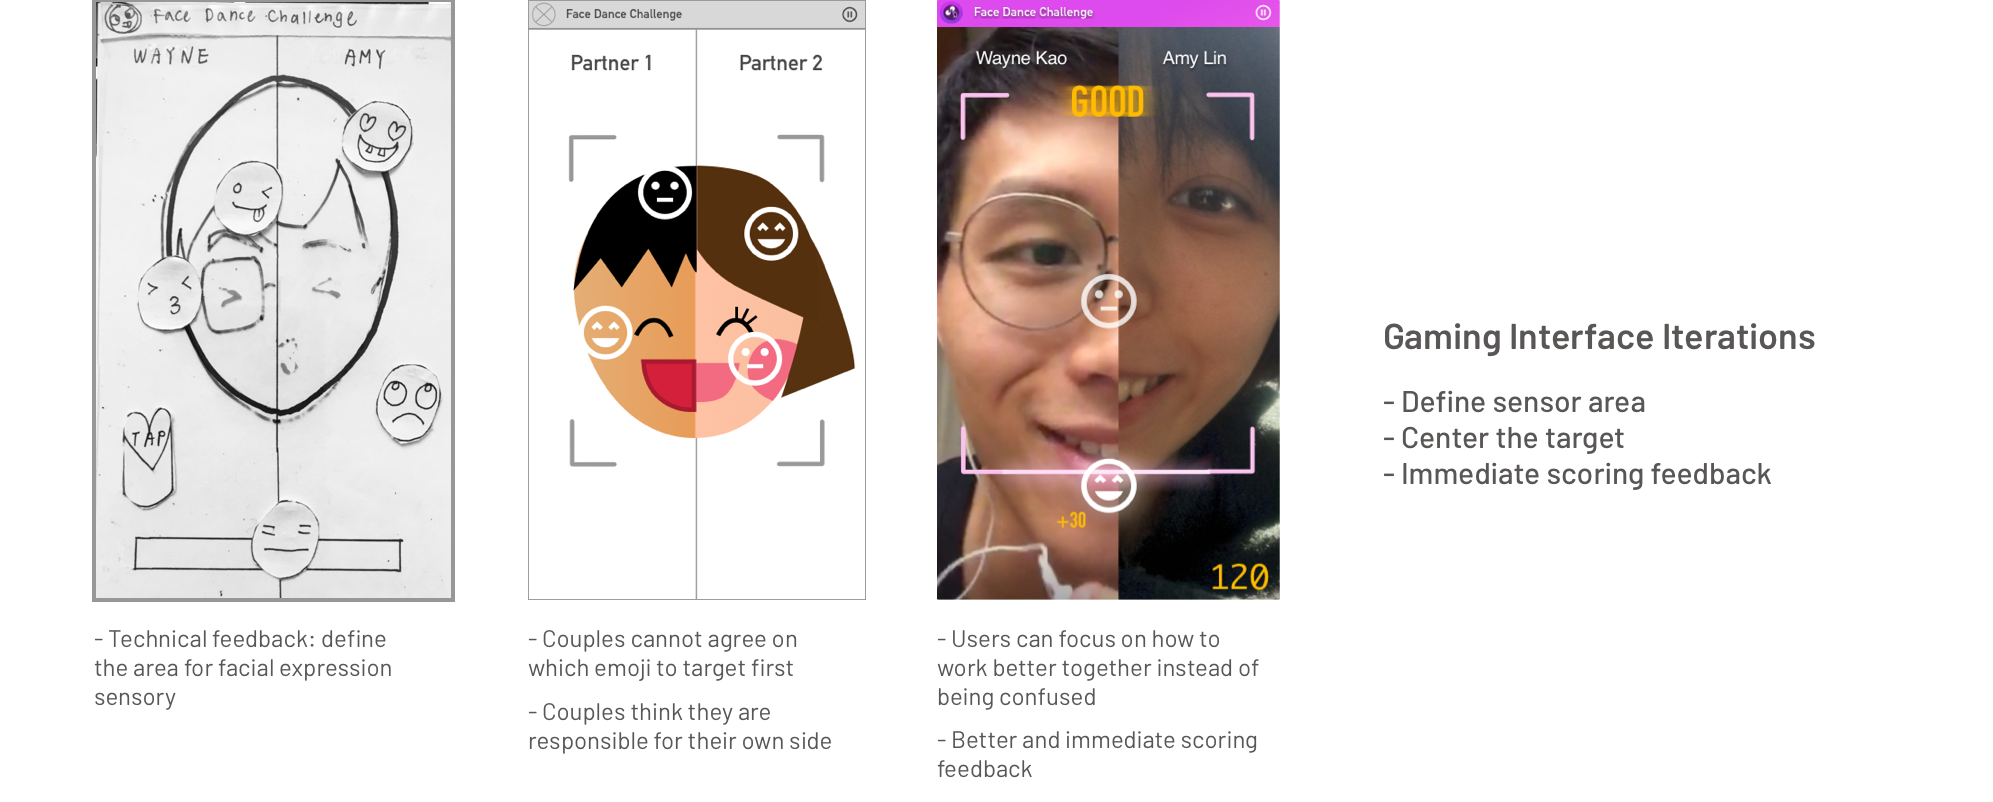 Face Dance Challenge
WAYNE
AMY
TAP
- Technical feedback: define
the area for facial expression
sensory
Face Dance Challenge
Partner 1
Partner 2
- Couples cannot agree on
which emoji to target first
- Couples think they are
responsible for their own side
Face Dance Challenge
Wayne Kao
Amy Lin
GOOD
+30
120
- Users can focus on how to
work better together instead of
being confused
- Better and immediate scoring
feedback
Gaming Interface Iterations
- Define sensor area
- Center the target
- Immediate scoring feedback